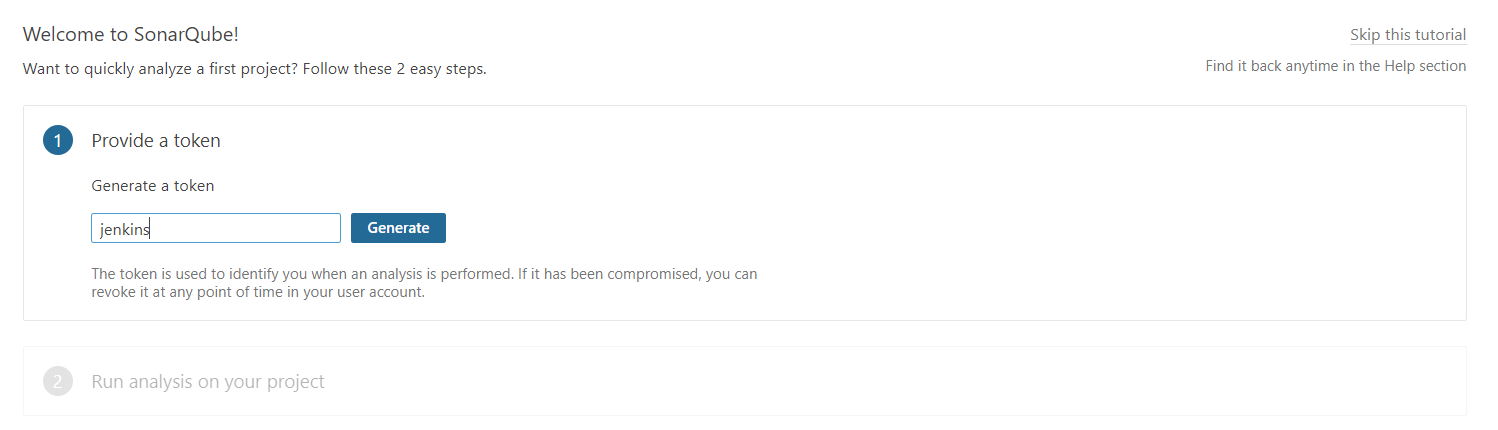 Welcome to SonarQube!
Skip this tutorial
Want to quickly analyze a first project? Follow these 2 easy steps.
Find it back anytime in the Help section
1 Provide a token
Generate a token
jenkins Generate
The token is used to identify you when an analysis is performed. If it has been compromised, you can
revoke it at any point of time in your user account.
2 Run analysis on your project